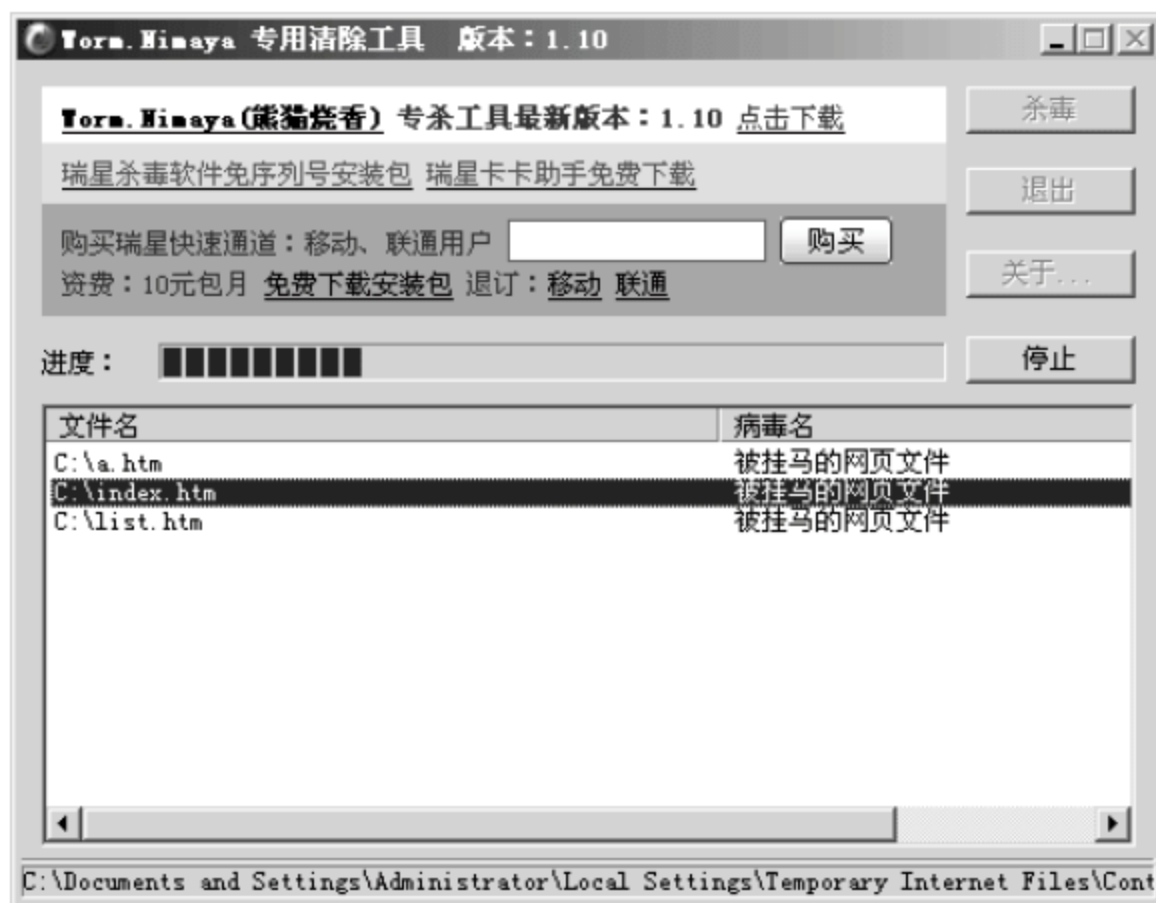 Worm.Nimaya 专用清除工具 版本：1.10
Worm.Nimaya(熊猫烧香) 专杀工具最新版本：1.10 点击下载
杀毒
瑞星杀毒软件免序列号安装包 瑞星卡卡助手免费下载
退出
购买瑞星快速通道：移动、联通用户 购买
资费：10元包月 免费下载安装包 退订：移动 联通
关于...
进度：
停止
文件名 病毒名
C:\a.htm 被挂马的网页文件
C:\index.htm 被挂马的网页文件
C:\list.htm 被挂马的网页文件
C:\Documents and Settings\Administrator\Local Settings\Temporary Internet Files\Cont